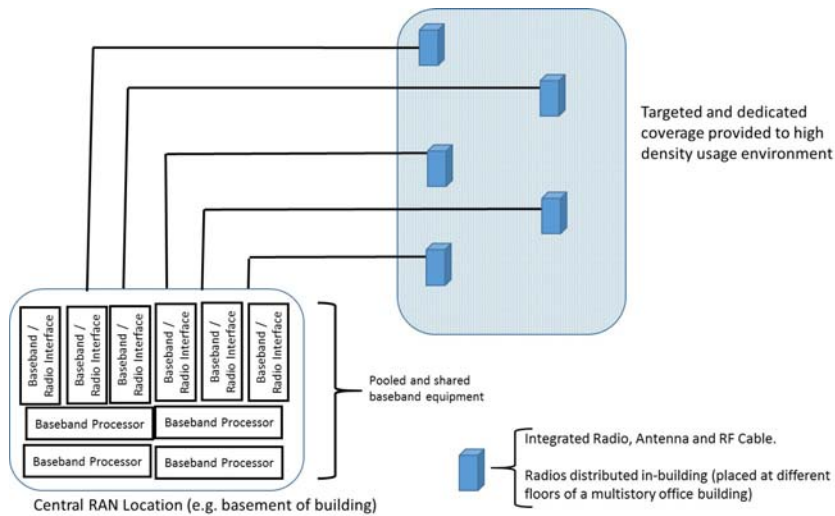 Targeted and dedicated
coverage provided to high
density usage environment
Baseband /
Radio Interface
Baseband /
Radio Interface
Baseband /
Radio Interface
Baseband /
Radio Interface
Baseband /
Radio Interface
Baseband /
Radio Interface
Baseband Processor
Baseband Processor
Baseband Processor
Baseband Processor
Pooled and shared
baseband equipment
Central RAN Location (e.g. basement of building)
Integrated Radio, Antenna and RF Cable.
Radios distributed in-building (placed at different
floors of a multistory office building)